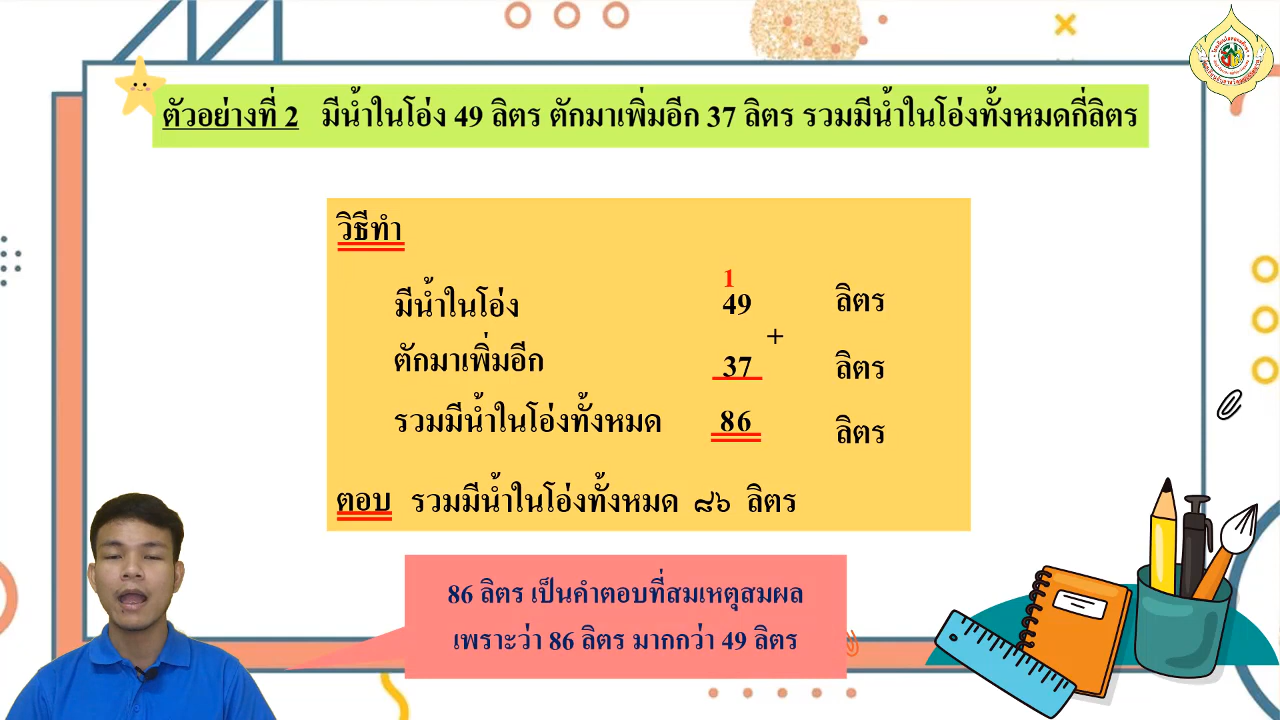 ตัวอย่างที่ 2 มีน้ำในโอ่ง 49 ลิตร ตักมาเพิ่มอีก 37 ลิตร รวมมีน้ำในโอ่งทั้งหมดกี่ลิตร
วิธีทำ
1
มีน้ำในโอ่ง 49 ลิตร
+
ตักมาเพิ่มอีก 37 ลิตร
รวมมีน้ำในโอ่งทั้งหมด 86 ลิตร
ตอบ รวมมีน้ำในโอ่งทั้งหมด ๘๖ ลิตร
86 ลิตร เป็นคำตอบที่สมเหตุสมผล
เพราะว่า 86 ลิตร มากกว่า 49 ลิตร